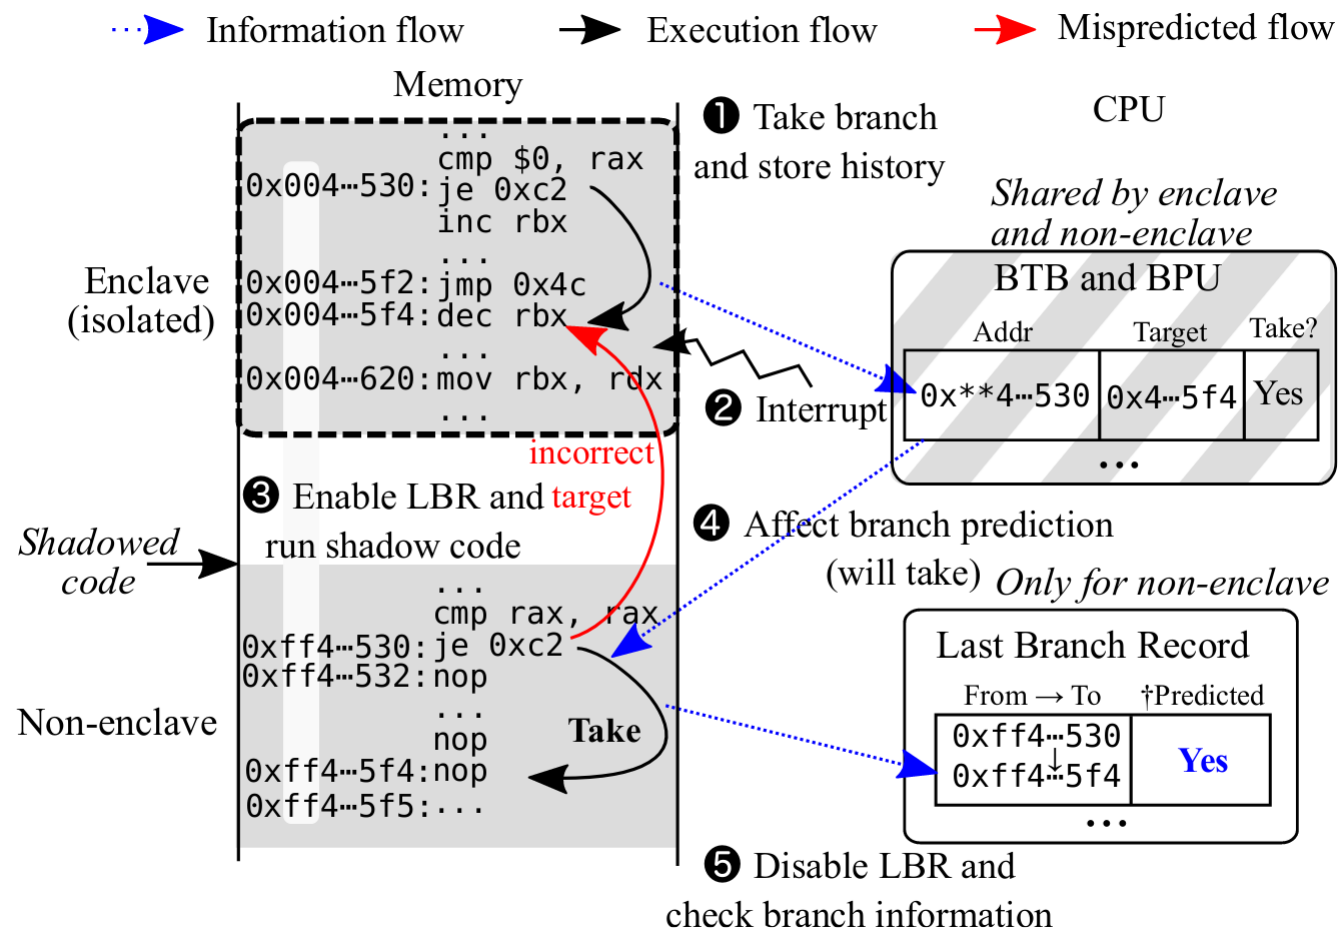 Information flow
Execution flow
Mispredicted flow
Memory
CPU
❶ Take branch
and store history
...
cmp $0, rax
0x004⋯530: je 0xc2
inc rbx
...
0x004⋯5f2: jmp 0x4c
0x004⋯5f4: dec rbx
...
0x004⋯620: mov rbx, rdx
...
Enclave
(isolated)
Shared by enclave
and non-enclave
BTB and BPU
Addr Target Take?
0x**4⋯530 0x4⋯5f4 Yes
...
❷ Interrupt
incorrect
target
❸ Enable LBR and
run shadow code
❹ Affect branch prediction
(will take)
Shadowed
code
...
cmp rax, rax
0xff4⋯530: je 0xc2
0xff4⋯532: nop
...
nop
0xff4⋯5f4: nop
0xff4⋯5f5: ...
Take
Non-enclave
Only for non-enclave
Last Branch Record
From → To †Predicted
0xff4⋯530
↓
0xff4⋯5f4
Yes
...
❺ Disable LBR and
check branch information